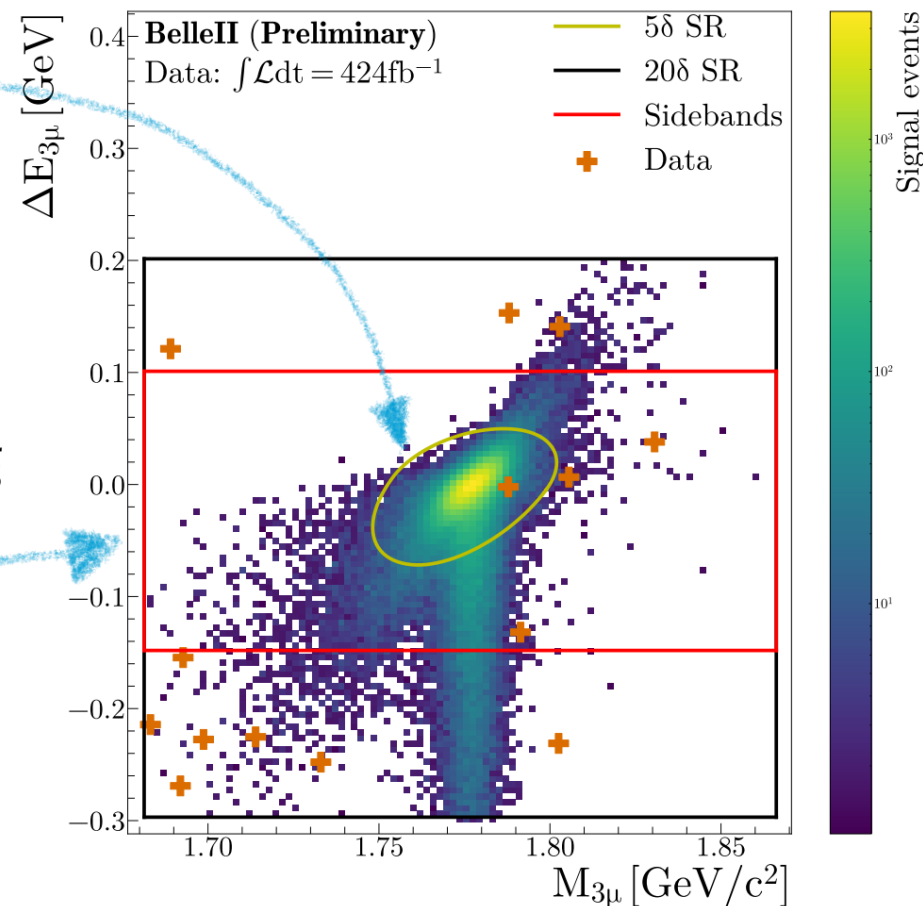 BelleII (Preliminary)
Data: ∫ℒdt = 424fb⁻¹
5δ SR
20δ SR
Sidebands
Data
ΔE₃μ [GeV]
0.4
0.3
0.2
0.1
0.0
−0.1
−0.2
−0.3
1.70
1.75
1.80
1.85
M₃μ [GeV/c²]
Signal events
10³
10²
10¹